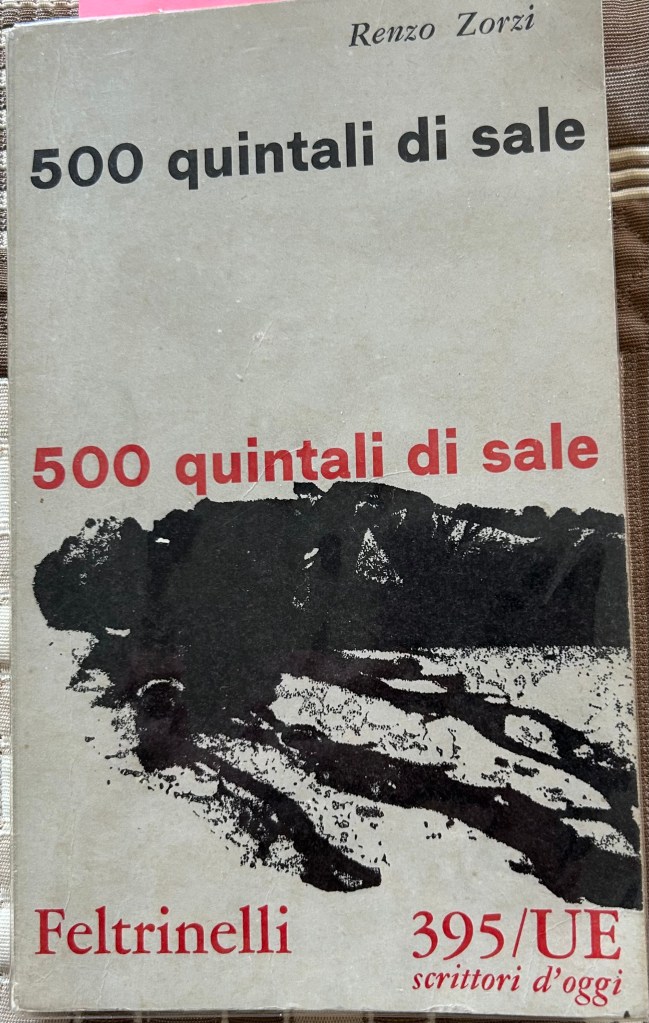 Renzo Zorzi
500 quintali di sale
500 quintali di sale
Feltrinelli
395/UE
scrittori d'oggi